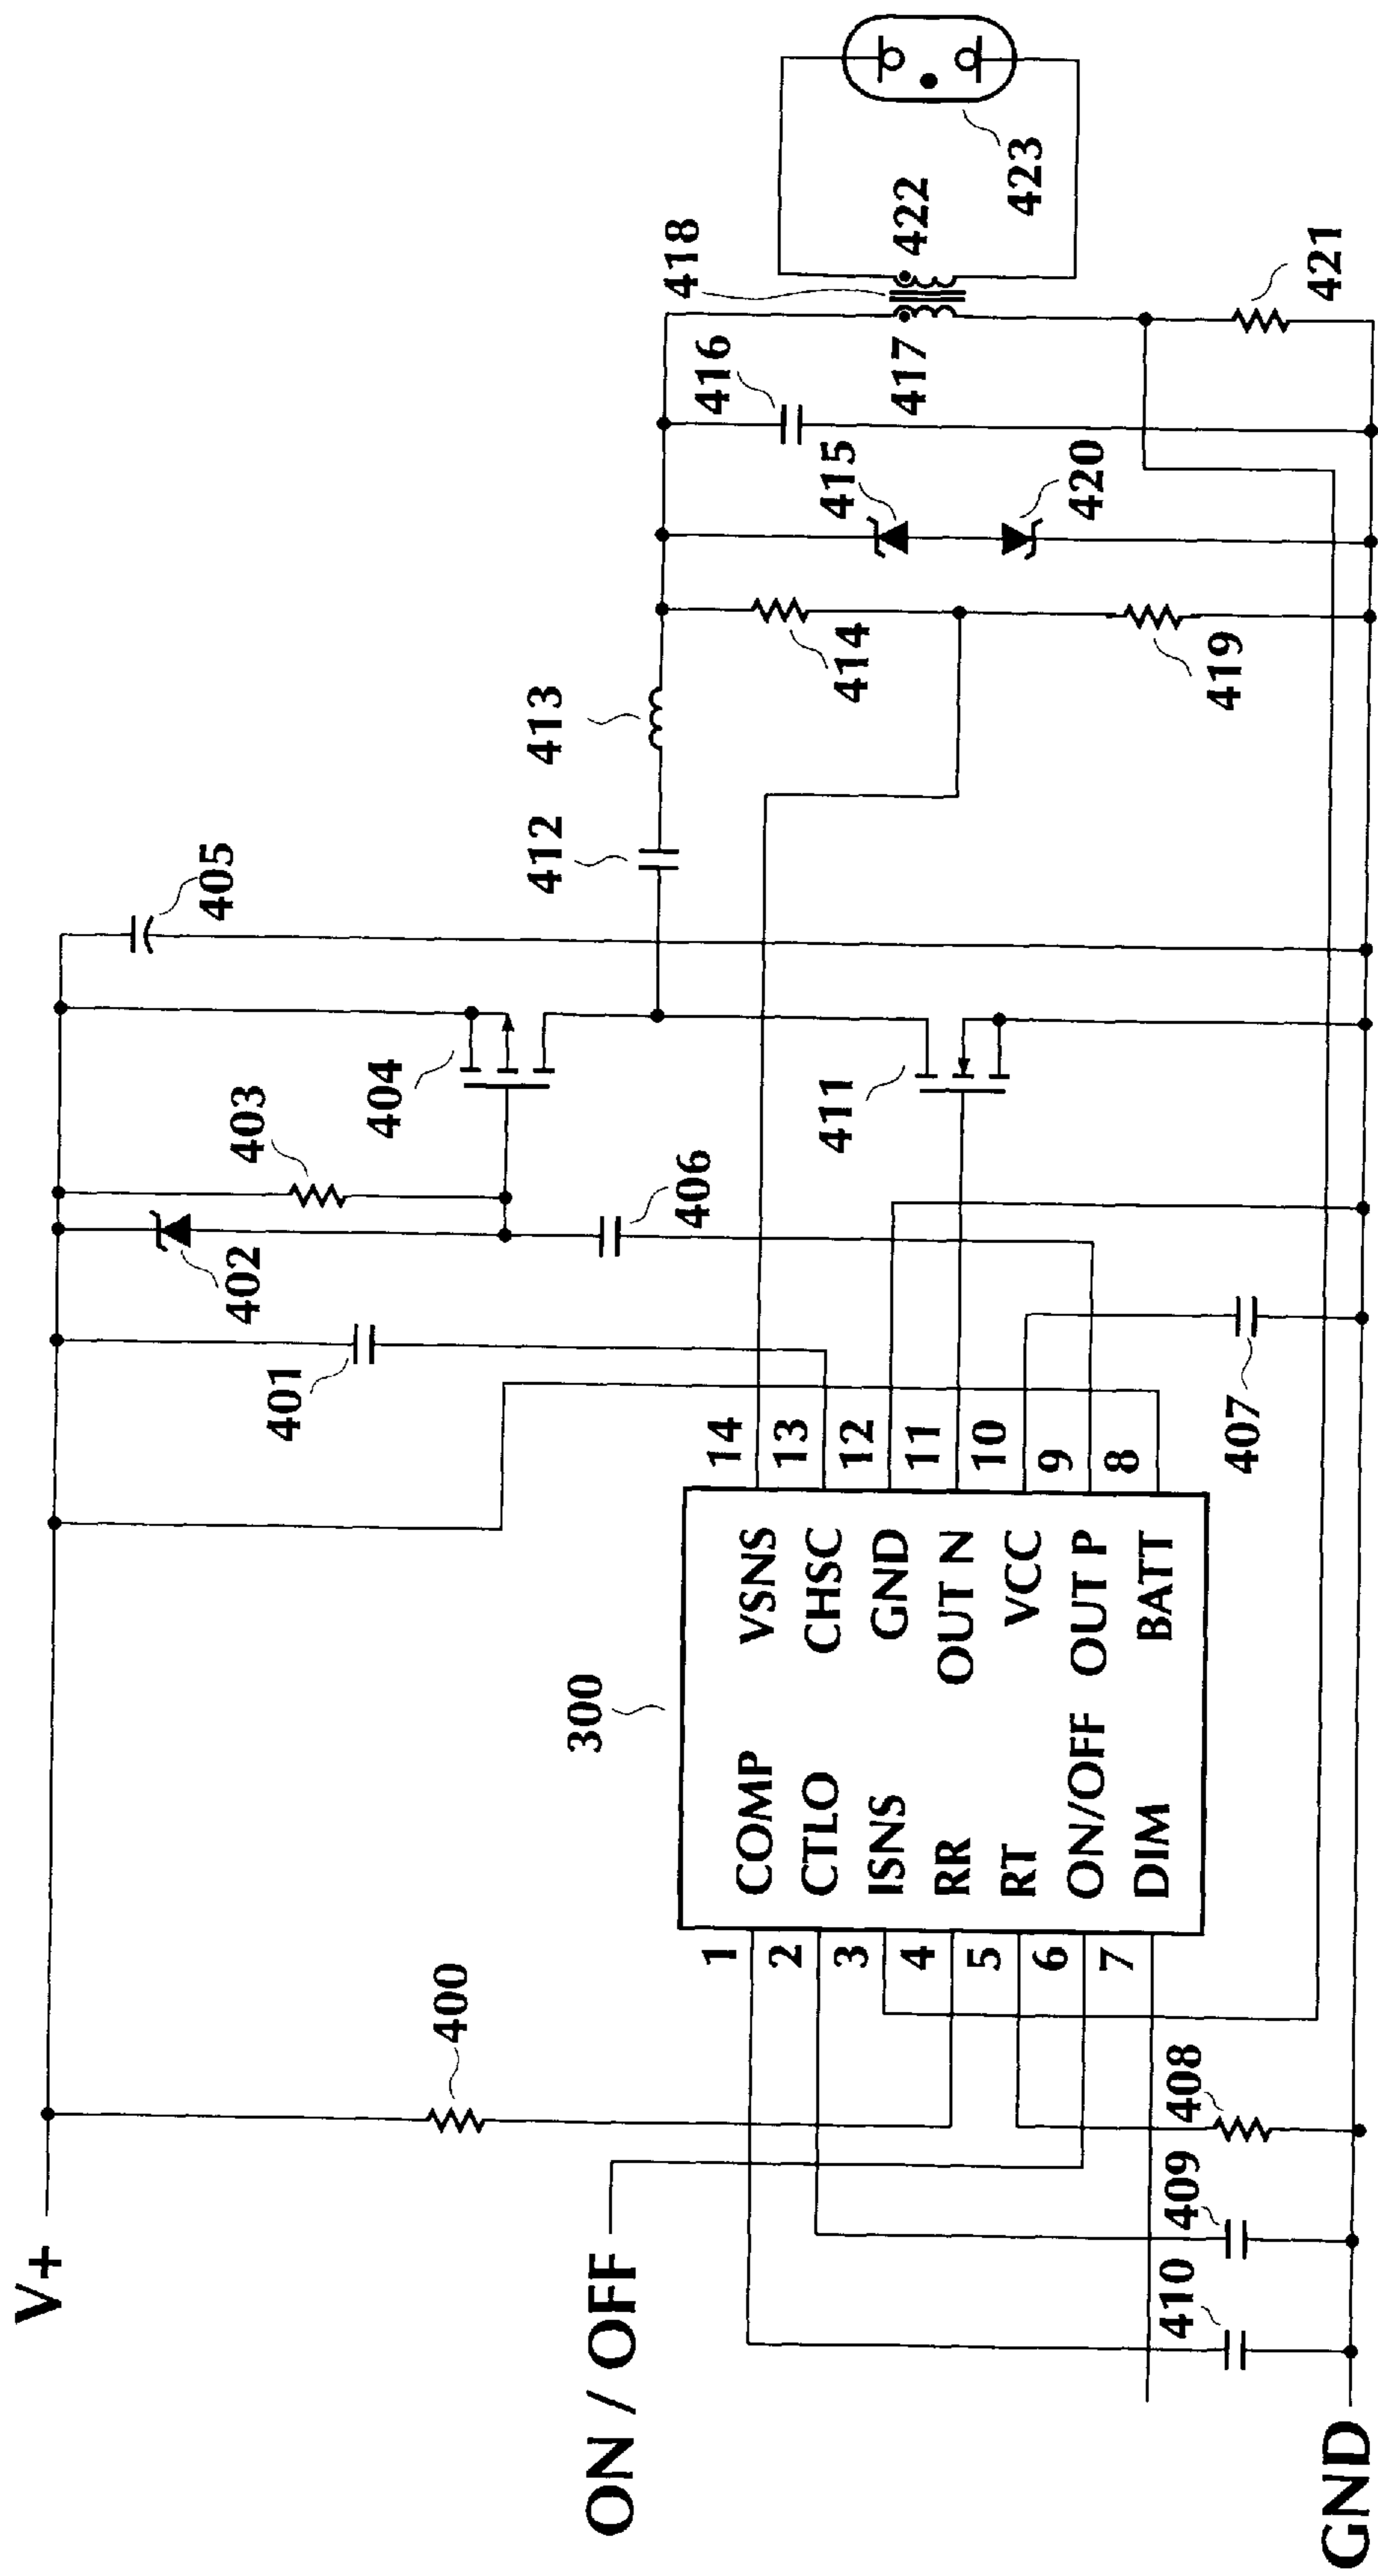 V+
ON / OFF
GND
400
401
402
403
404
405
406
407
408
409
410
411
412
413
414
415
416
417
418
419
420
421
422
423
300
1 COMP
2 CTLO
3 ISNS
4 RR
5 RT
6 ON/OFF
7 DIM
VSNS 14
CHSC 13
GND 12
OUT N 11
VCC 10
OUT P 9
BATT 8